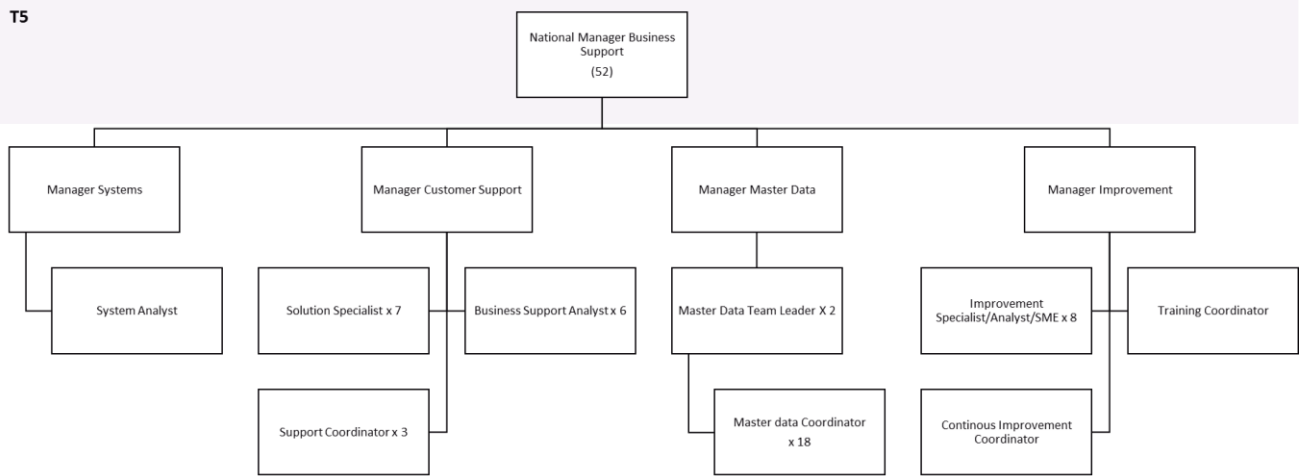 T5
National Manager Business
Support
(52)
Manager Systems
Manager Customer Support
Manager Master Data
Manager Improvement
System Analyst
Solution Specialist x 7
Business Support Analyst x 6
Master Data Team Leader X 2
Improvement
Specialist/Analyst/SME x 8
Training Coordinator
Support Coordinator x 3
Master data Coordinator
x 18
Continous Improvement
Coordinator